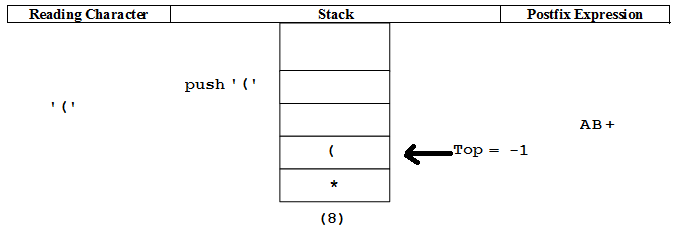 Reading Character Stack Postfix Expression
push '('
'('
AB+
( Top = -1
*
(8)